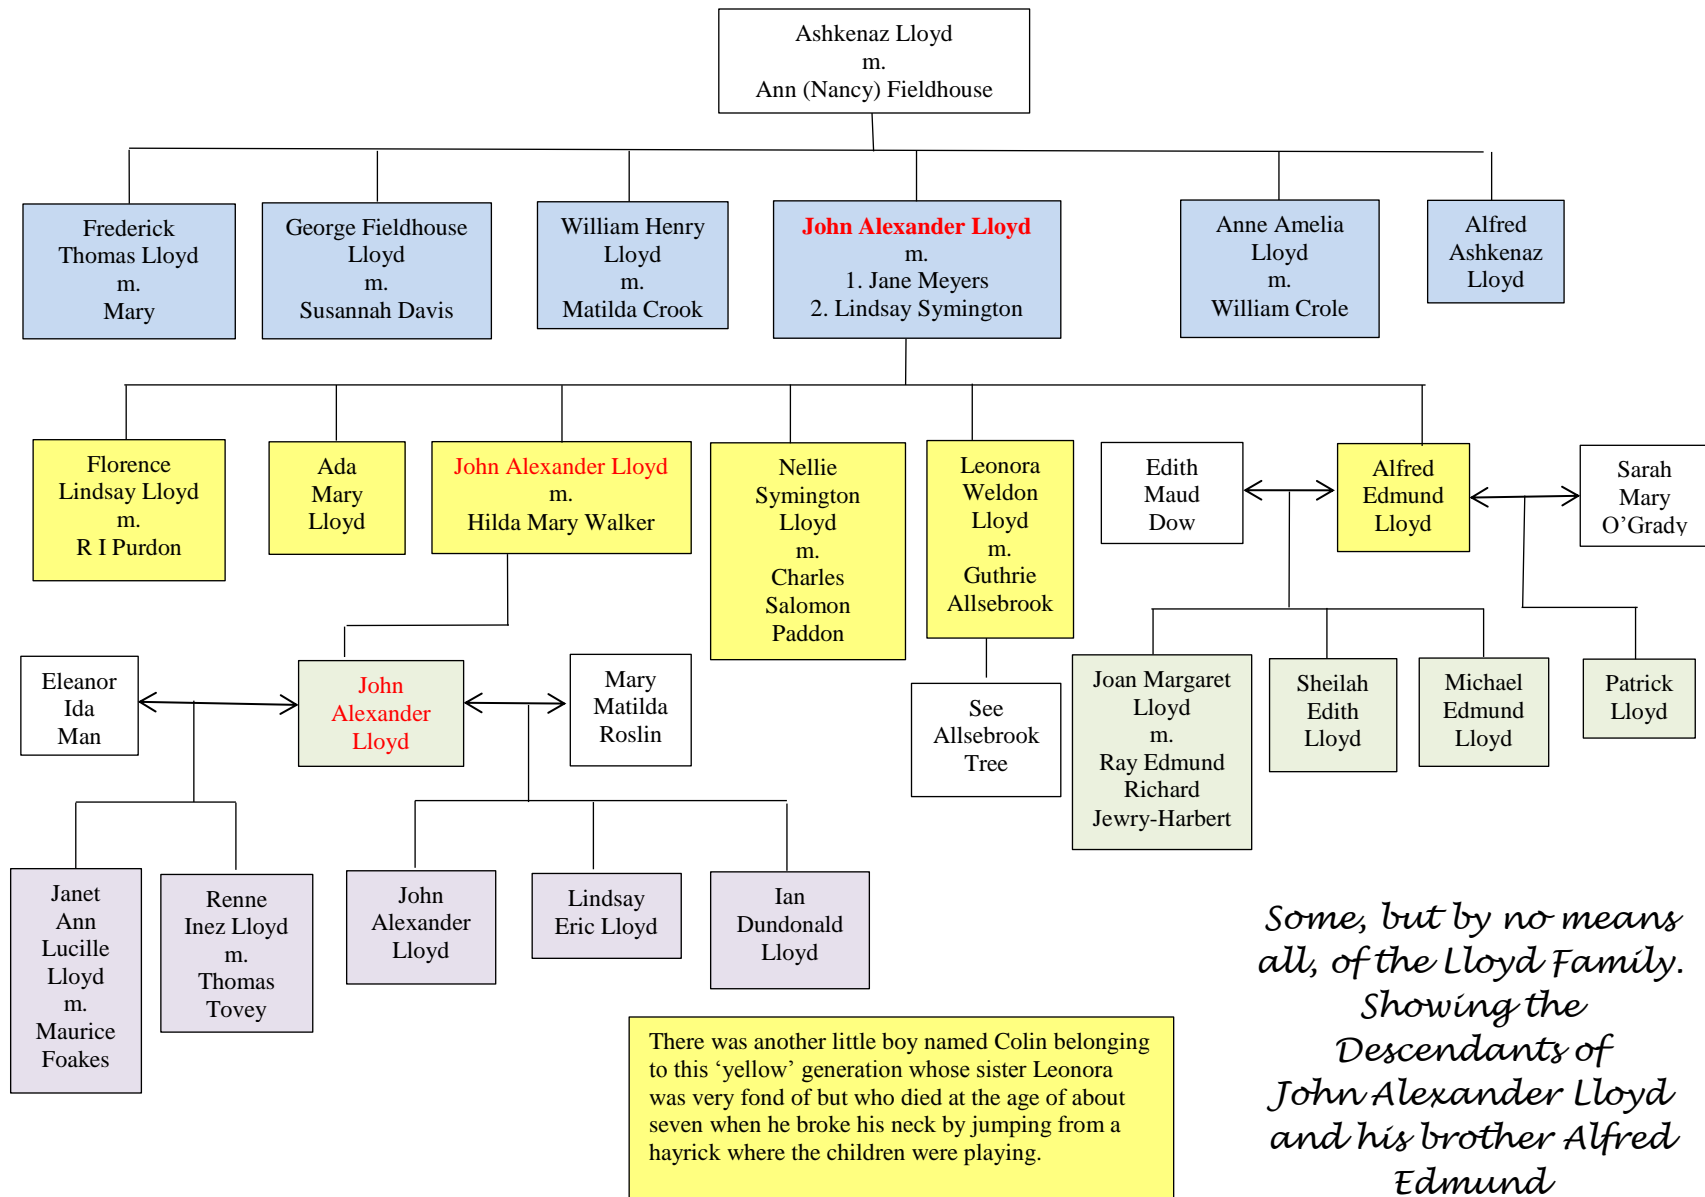 Ashkenaz Lloyd
m.
Ann (Nancy) Fieldhouse
Frederick
Thomas Lloyd
m.
Mary
George Fieldhouse
Lloyd
m.
Susannah Davis
William Henry
Lloyd
m.
Matilda Crook
John Alexander Lloyd
m.
1. Jane Meyers
2. Lindsay Symington
Anne Amelia
Lloyd
m.
William Crole
Alfred
Ashkenaz
Lloyd
Florence
Lindsay Lloyd
m.
R I Purdon
Ada
Mary
Lloyd
John Alexander Lloyd
m.
Hilda Mary Walker
Nellie
Symington
Lloyd
m.
Charles
Salomon
Paddon
Leonora
Weldon
Lloyd
m.
Guthrie
Allsebrook
Edith
Maud
Dow
Alfred
Edmund
Lloyd
Sarah
Mary
O'Grady
Eleanor
Ida
Man
John
Alexander
Lloyd
Mary
Matilda
Roslin
See
Allsebrook
Tree
Joan Margaret
Lloyd
m.
Ray Edmund
Richard
Jewry-Harbert
Sheilah
Edith
Lloyd
Michael
Edmund
Lloyd
Patrick
Lloyd
Janet
Ann
Lucille
Lloyd
m.
Maurice
Foakes
Renne
Inez Lloyd
m.
Thomas
Tovey
John
Alexander
Lloyd
Lindsay
Eric Lloyd
Ian
Dundonald
Lloyd
There was another little boy named Colin belonging
to this ‘yellow’ generation whose sister Leonora
was very fond of but who died at the age of about
seven when he broke his neck by jumping from a
hayrick where the children were playing.
Some, but by no means
all, of the Lloyd Family.
Showing the
Descendants of
John Alexander Lloyd
and his brother Alfred
Edmund